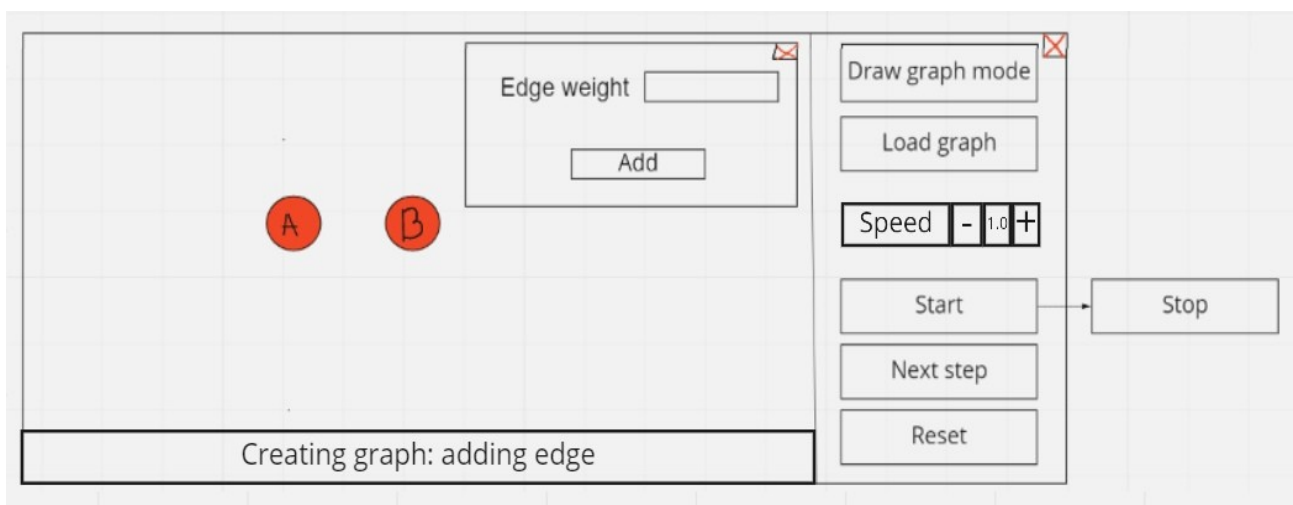 Edge weight
Add
A
B
Creating graph: adding edge
Draw graph mode
Load graph
Speed - 1.0 +
Start
Stop
Next step
Reset